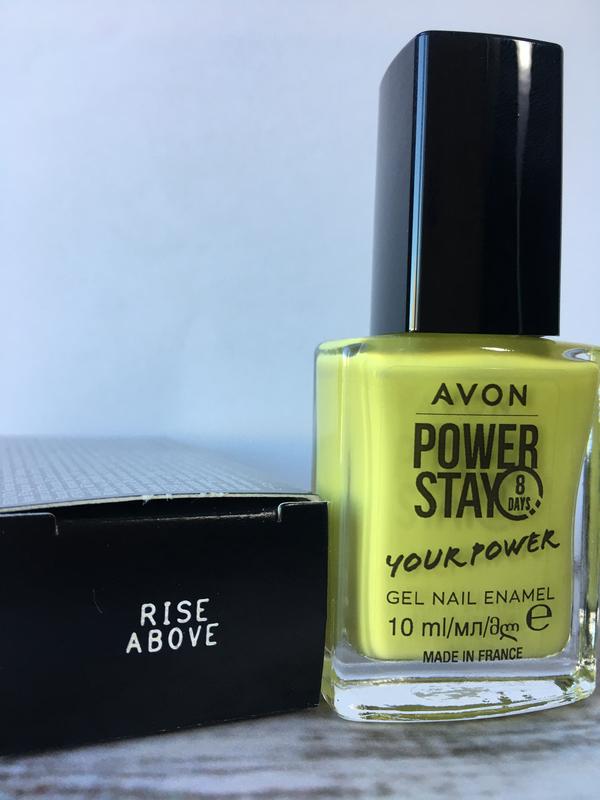 RISE
ABOVE
AVON
POWER
STAY 8
DAYS
YOUR POWER
GEL NAIL ENAMEL
10 ml/мл/მლ e
MADE IN FRANCE